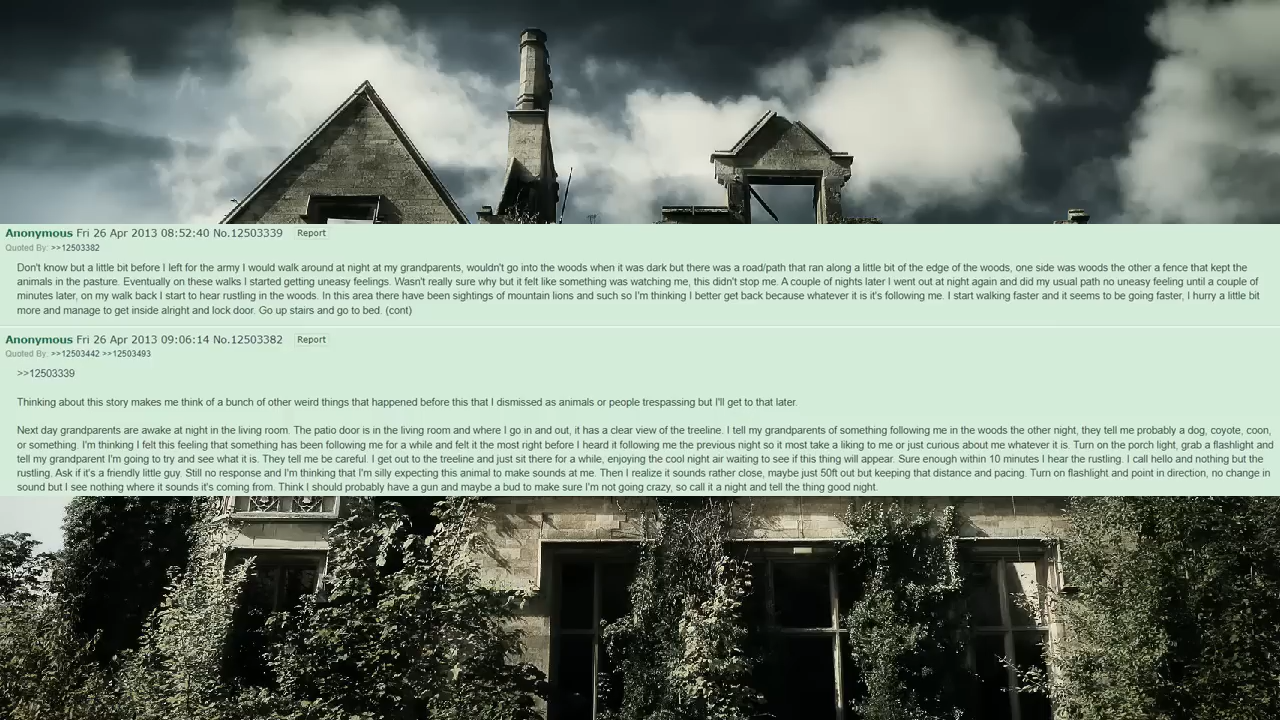 Anonymous Fri 26 Apr 2013 08:52:40 No.12503339 Report
Quoted By: >>12503382
Don't know but a little bit before I left for the army I would walk around at night at my grandparents, wouldn't go into the woods when it was dark but there was a road/path that ran along a little bit of the edge of the woods, one side was woods the other a fence that kept the
animals in the pasture. Eventually on these walks I started getting uneasy feelings. Wasn't really sure why but it felt like something was watching me, this didn't stop me. A couple of nights later I went out at night again and did my usual path no uneasy feeling until a couple of
minutes later, on my walk back I start to hear rustling in the woods. In this area there have been sightings of mountain lions and such so I'm thinking I better get back because whatever it is it's following me. I start walking faster and it seems to be going faster, I hurry a little bit
more and manage to get inside alright and lock door. Go up stairs and go to bed. (cont)
Anonymous Fri 26 Apr 2013 09:06:14 No.12503382 Report
Quoted By: >>12503442 >>12503493
>>12503339
Thinking about this story makes me think of a bunch of other weird things that happened before this that I dismissed as animals or people trespassing but I'll get to that later.
Next day grandparents are awake at night in the living room. The patio door is in the living room and where I go in and out, it has a clear view of the treeline. I tell my grandparents of something following me in the woods the other night, they tell me probably a dog, coyote, coon,
or something. I'm thinking I felt this feeling that something has been following me for a while and felt it the most right before I heard it following me the previous night so it most take a liking to me or just curious about me whatever it is. Turn on the porch light, grab a flashlight and
tell my grandparent I'm going to try and see what it is. They tell me be careful. I get out to the treeline and just sit there for a while, enjoying the cool night air waiting to see if this thing will appear. Sure enough within 10 minutes I hear the rustling. I call hello and nothing but the
rustling. Ask if it's a friendly little guy. Still no response and I'm thinking that I'm silly expecting this animal to make sounds at me. Then I realize it sounds rather close, maybe just 50ft out but keeping that distance and pacing. Turn on flashlight and point in direction, no change in
sound but I see nothing where it sounds it's coming from. Think I should probably have a gun and maybe a bud to make sure I'm not going crazy, so call it a night and tell the thing good night.